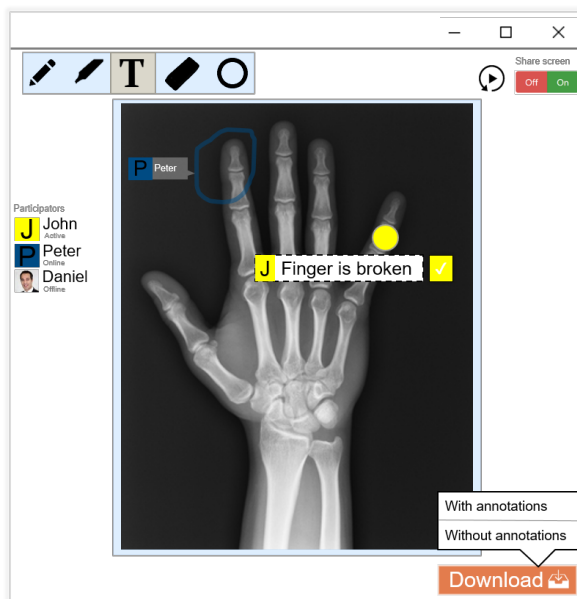 T
Share screen
Off On
P Peter
Participators
J John
Active
P Peter
Online
Daniel
Offline
J Finger is broken
With annotations
Without annotations
Download